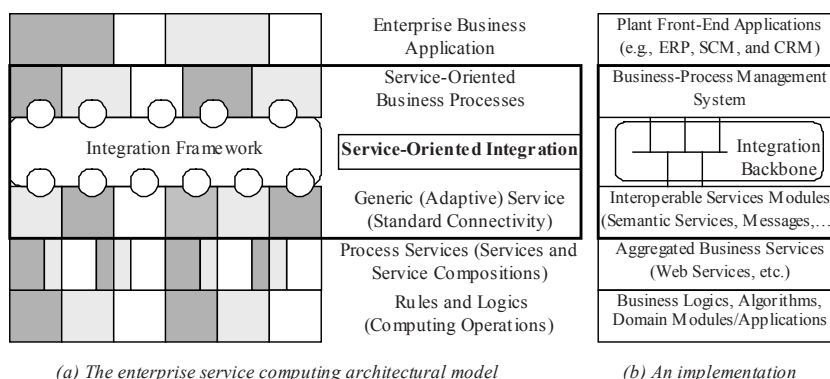 Enterprise Business
Application
Service-Oriented
Business Processes
Integration Framework
Service-Oriented Integration
Generic (Adaptive) Service
(Standard Connectivity)
Process Services (Services and
Service Compositions)
Rules and Logics
(Computing Operations)
(a) The enterprise service computing architectural model
Plant Front-End Applications
(e.g., ERP, SCM, and CRM)
Business-Process Management
System
Integration
Backbone
Interoperable Services Modules
(Semantic Services, Messages,...)
Aggregated Business Services
(Web Services, etc.)
Business Logics, Algorithms,
Domain Modules/Applications
(b) An implementation